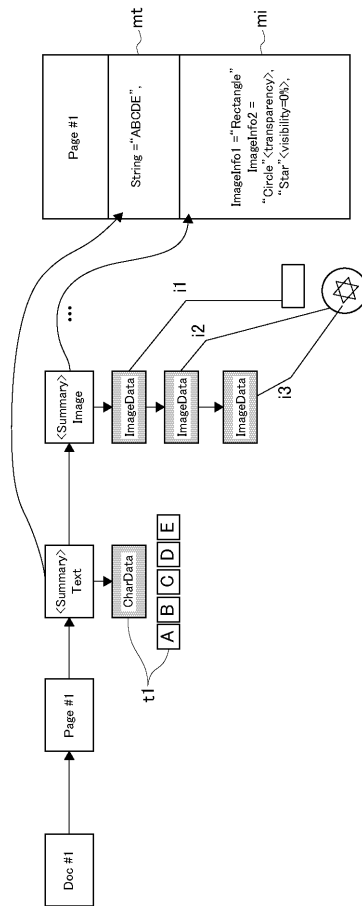 Doc #1
Page #1
<Summary>
Text
CharData
t1
A B C D E
<Summary>
Image
...
ImageData
ImageData
ImageData
i1
i2
i3
Page #1
String ="ABCDE",
mt
ImageInfo1 ="Rectangle"
ImageInfo2 =
"Circle"<transparency>,
"Star"<visibility=0%>,
mi